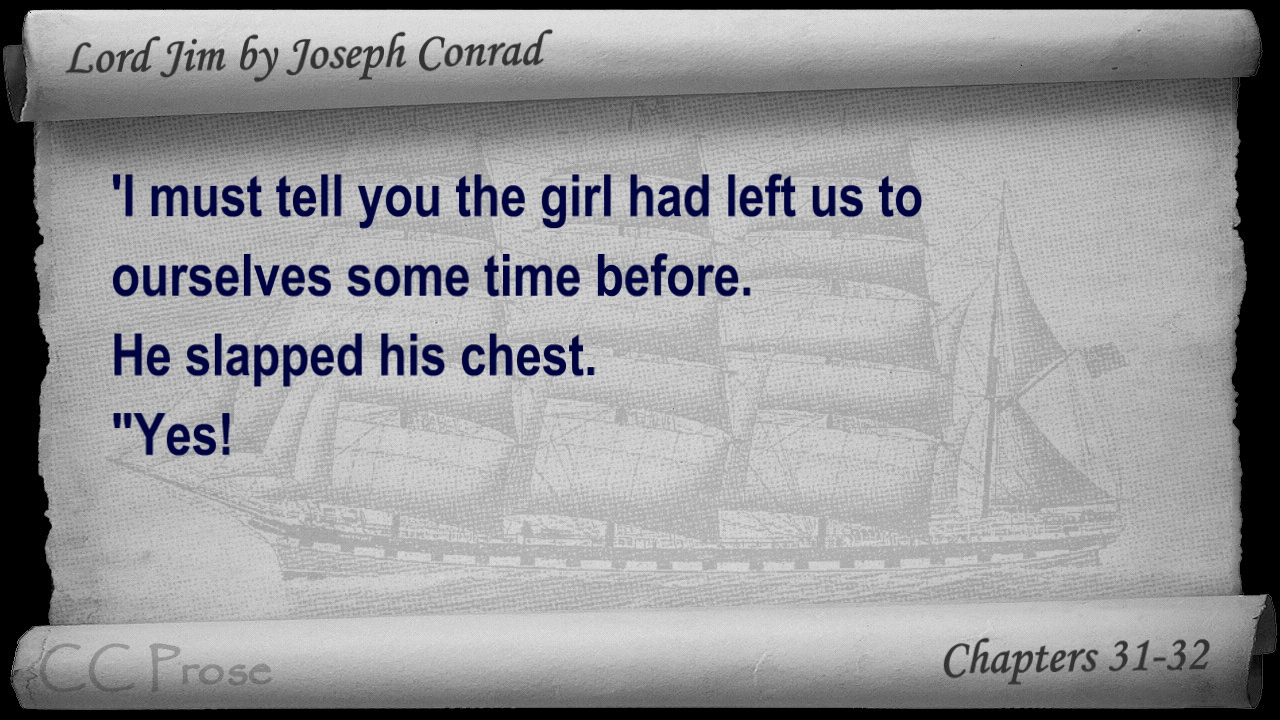 Lord Jim by Joseph Conrad
'I must tell you the girl had left us to
ourselves some time before.
He slapped his chest.
"Yes!
CC Prose
Chapters 31-32